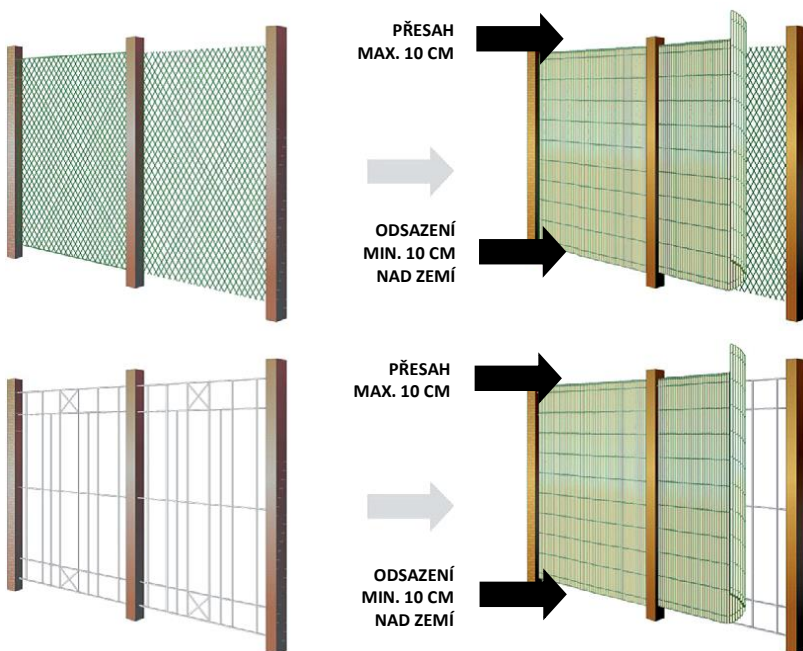 PŘESAH
MAX. 10 CM
ODSAZENÍ
MIN. 10 CM
NAD ZEMÍ
PŘESAH
MAX. 10 CM
ODSAZENÍ
MIN. 10 CM
NAD ZEMÍ